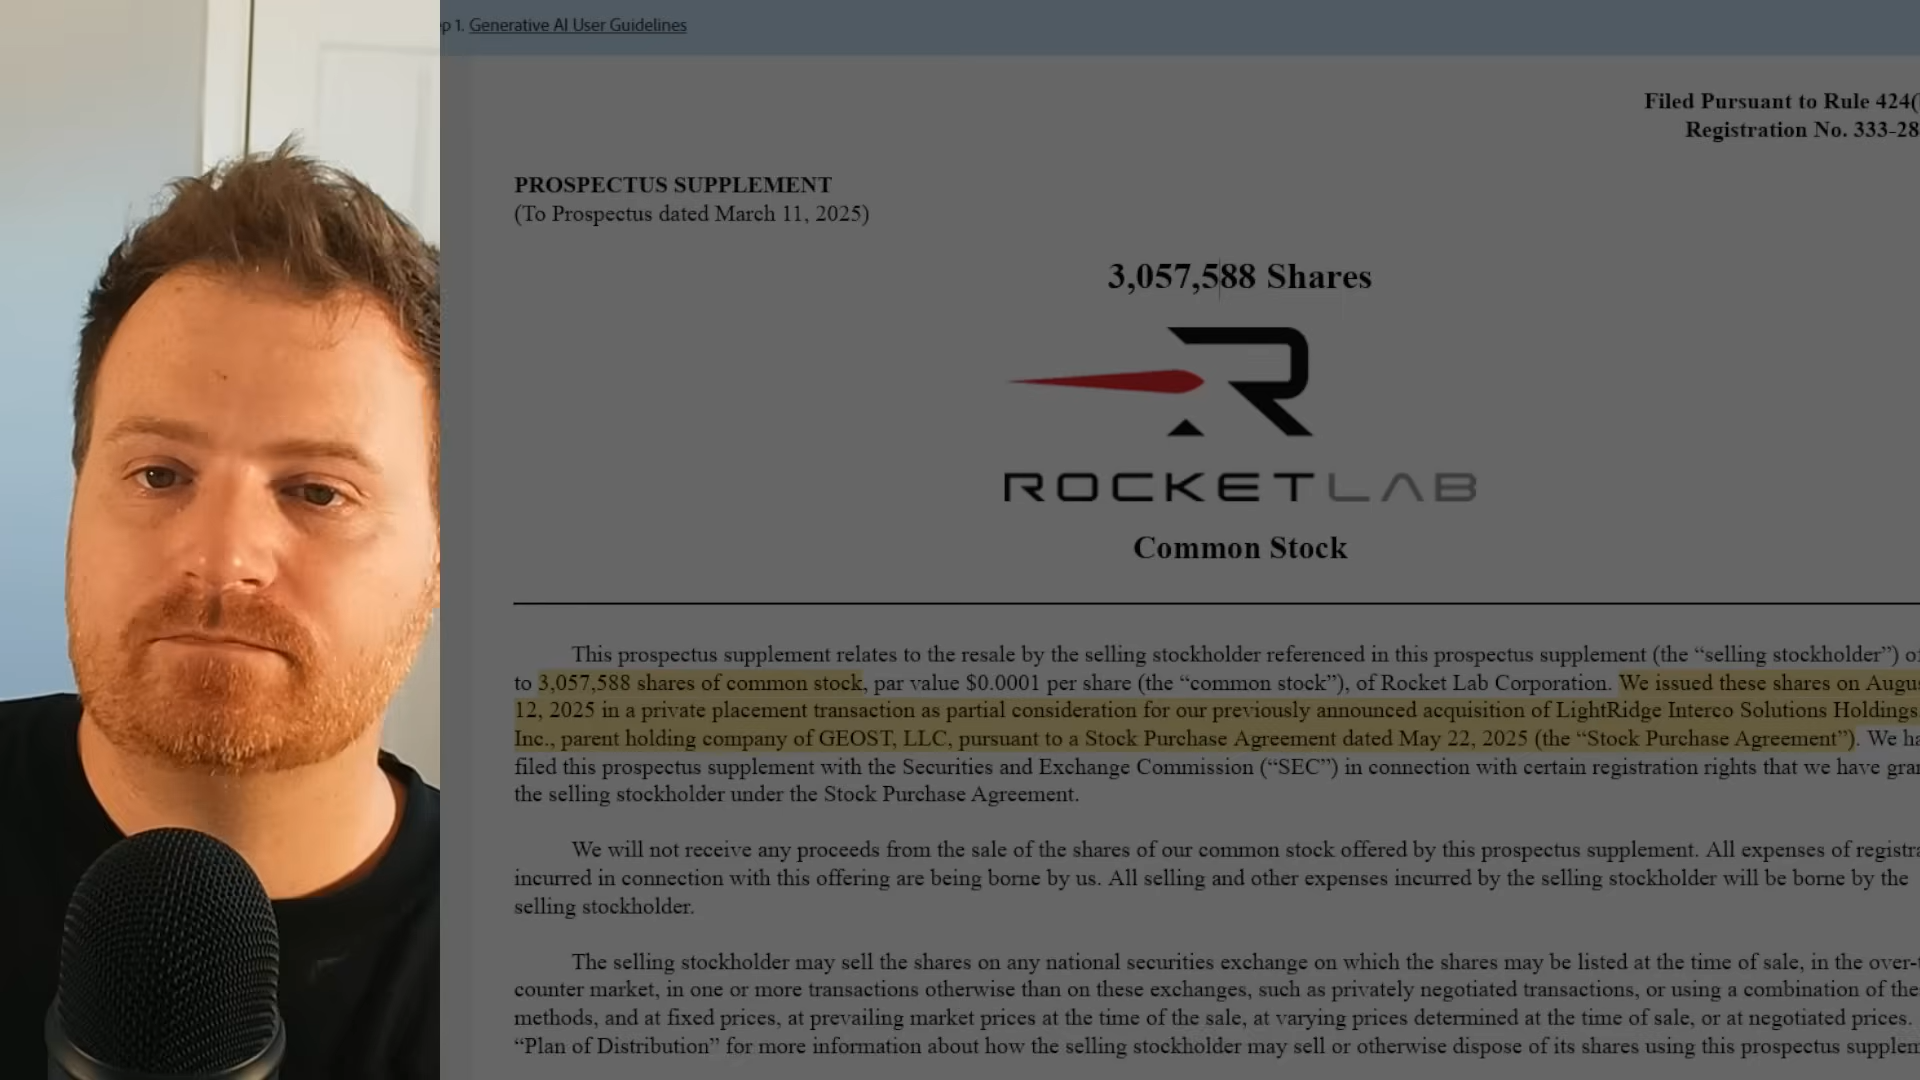 1. Generative AI User Guidelines
Filed Pursuant to Rule 424(
Registration No. 333-28
PROSPECTUS SUPPLEMENT
(To Prospectus dated March 11, 2025)
3,057,588 Shares
ROCKETLAB
Common Stock
This prospectus supplement relates to the resale by the selling stockholder referenced in this prospectus supplement (the “selling stockholder”)
to 3,057,588 shares of common stock, par value $0.0001 per share (the “common stock”), of Rocket Lab Corporation. We issued these shares on
12, 2025 in a private placement transaction as partial consideration for our previously announced acquisition of LightRidge Interco Solutions Holdings
Inc., parent holding company of GEOST, LLC, pursuant to a Stock Purchase Agreement dated May 22, 2025 (the “Stock Purchase Agreement”). We
filed this prospectus supplement with the Securities and Exchange Commission (“SEC”) in connection with certain registration rights that we have
the selling stockholder under the Stock Purchase Agreement.
We will not receive any proceeds from the sale of the shares of our common stock offered by this prospectus supplement. All expenses of
incurred in connection with this offering are being borne by us. All selling and other expenses incurred by the selling stockholder will be borne by the
selling stockholder.
The selling stockholder may sell the shares on any national securities exchange on which the shares may be listed at the time of sale, in the
counter market, in one or more transactions otherwise than on these exchanges, such as privately negotiated transactions, or using a combination of
methods, and at fixed prices, at prevailing market prices at the time of the sale, at varying prices determined at the time of sale, or at negotiated prices.
“Plan of Distribution” for more information about how the selling stockholder may sell or otherwise dispose of its shares using this prospectus